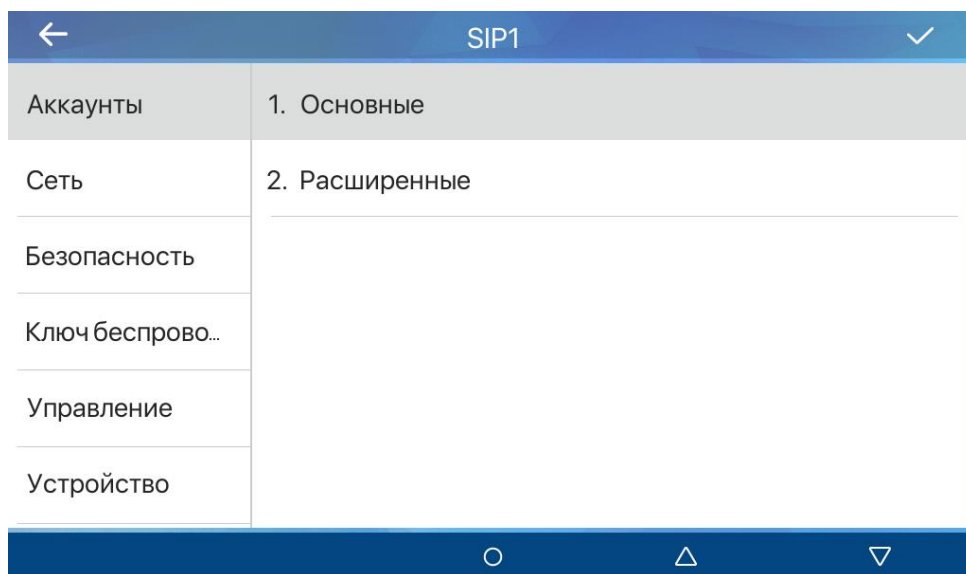 SIP1
Аккаунты
1. Основные
Сеть
2. Расширенные
Безопасность
Ключ беспрово...
Управление
Устройство